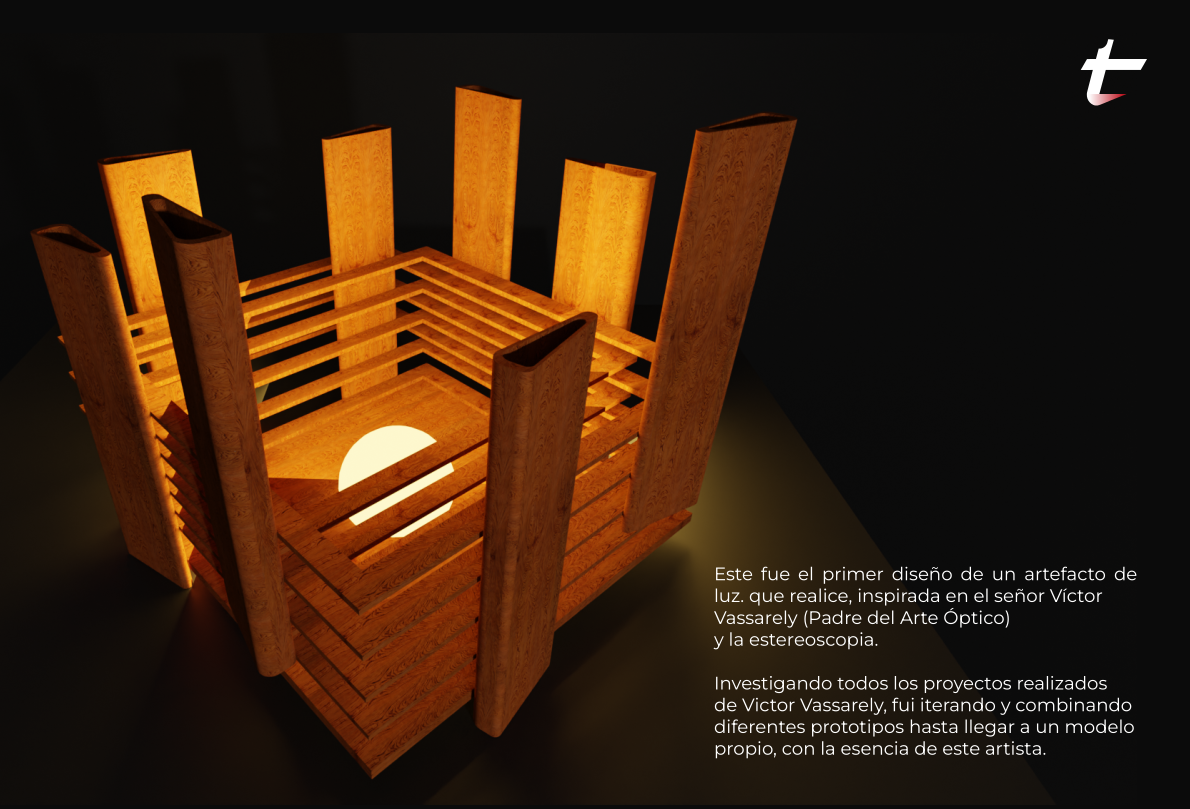 t
Este fue el primer diseño de un artefacto de
luz. que realice, inspirada en el señor Víctor
Vassarely (Padre del Arte Óptico)
y la estereoscopia.
Investigando todos los proyectos realizados
de Victor Vassarely, fui iterando y combinando
diferentes prototipos hasta llegar a un modelo
propio, con la esencia de este artista.